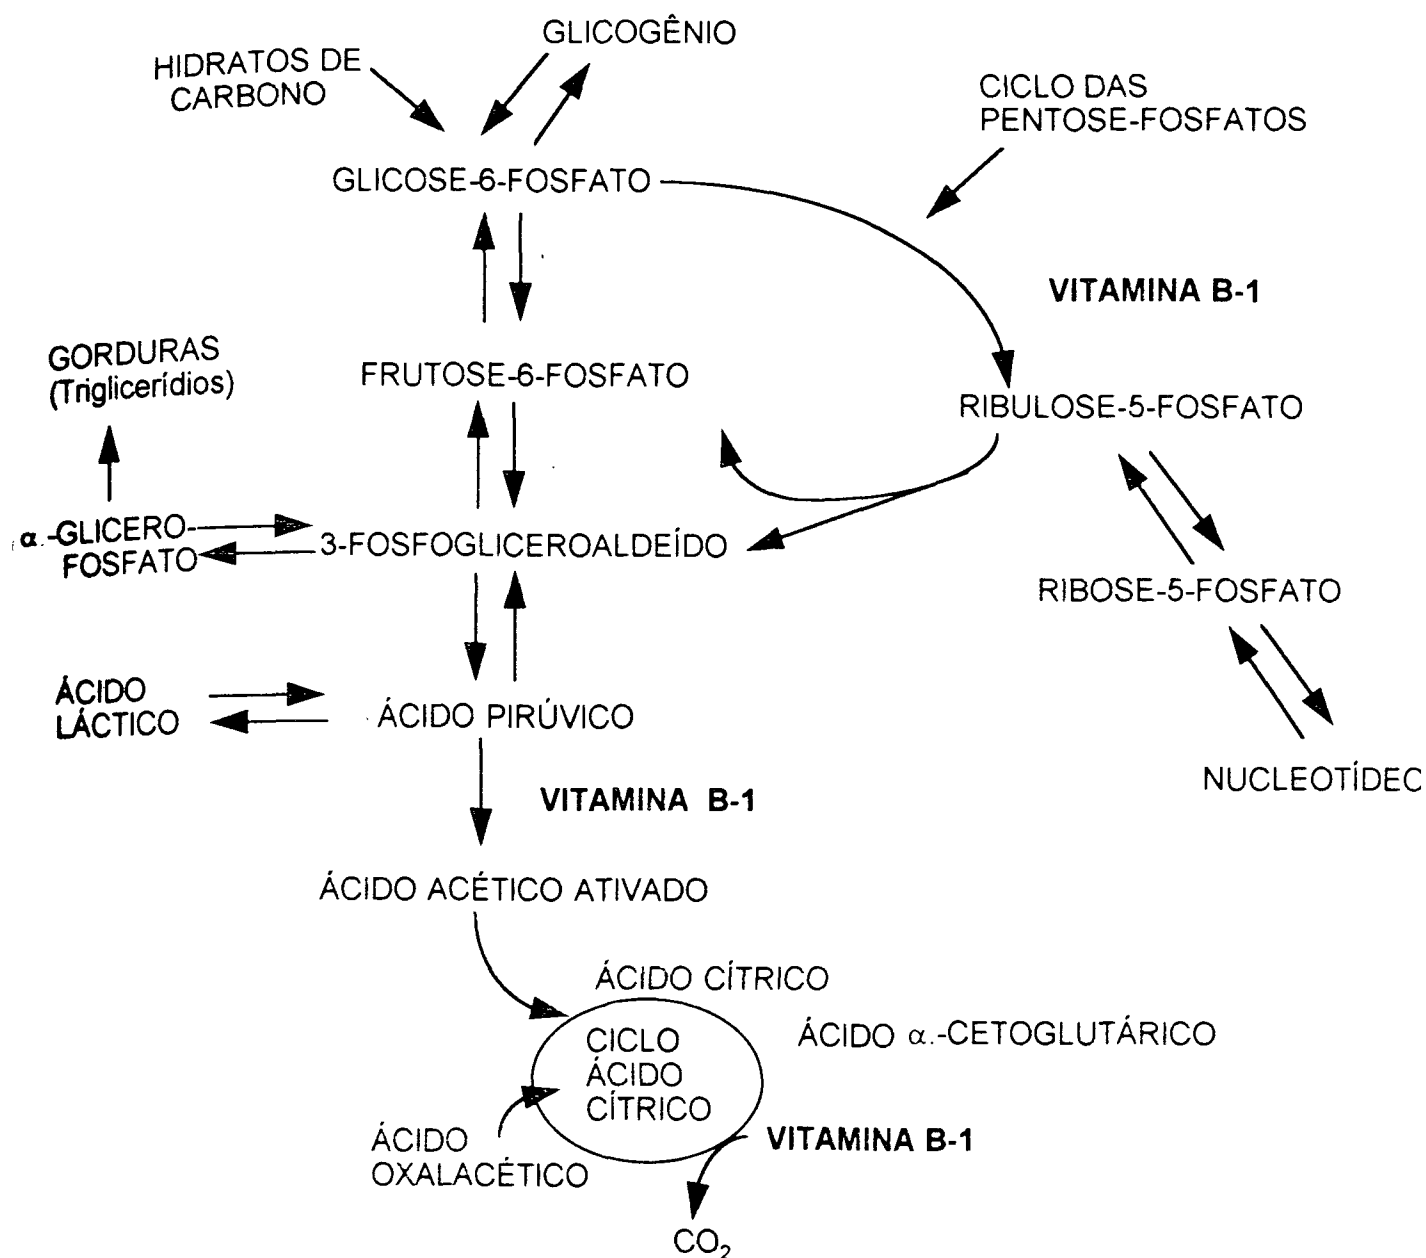 GLICOGÊNIO
HIDRATOS DE
CARBONO
CICLO DAS
PENTOSE-FOSFATOS
GLICOSE-6-FOSFATO
VITAMINA B-1
GORDURAS
(Triglicerídios)
FRUTOSE-6-FOSFATO
RIBULOSE-5-FOSFATO
α.-GLICERO-
FOSFATO
3-FOSFOGLICEROALDEÍDO
RIBOSE-5-FOSFATO
ÁCIDO
LÁCTICO
ÁCIDO PIRÚVICO
NUCLEOTÍDEO
VITAMINA B-1
ÁCIDO ACÉTICO ATIVADO
ÁCIDO CÍTRICO
ÁCIDO α.-CETOGLUTÁRICO
CICLO
ÁCIDO
CÍTRICO
ÁCIDO
OXALACÉTICO
VITAMINA B-1
CO₂